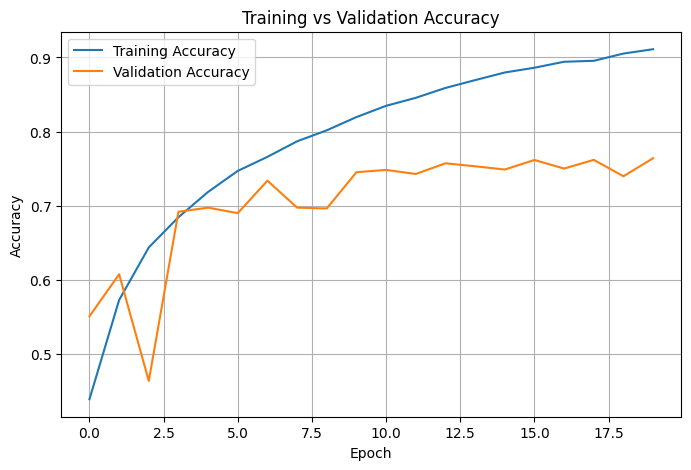 Training vs Validation Accuracy
Training Accuracy
Validation Accuracy
0.9
0.8
0.7
0.6
0.5
Accuracy
0.0 2.5 5.0 7.5 10.0 12.5 15.0 17.5
Epoch